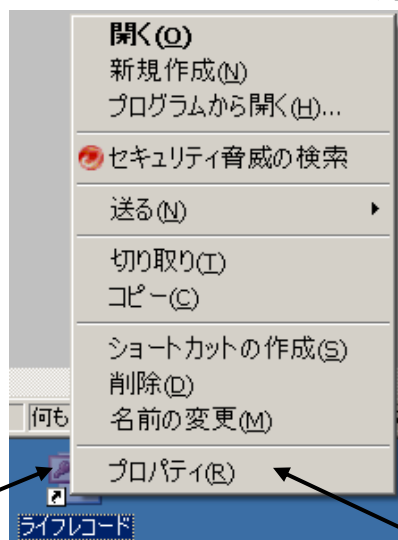 開く(O)
新規作成(N)
プログラムから開く(H)...
セキュリティ脅威の検索
送る(N)
切り取り(T)
コピー(C)
ショートカットの作成(S)
削除(D)
名前の変更(M)
何も
プロパティ(R)
ライフレコード